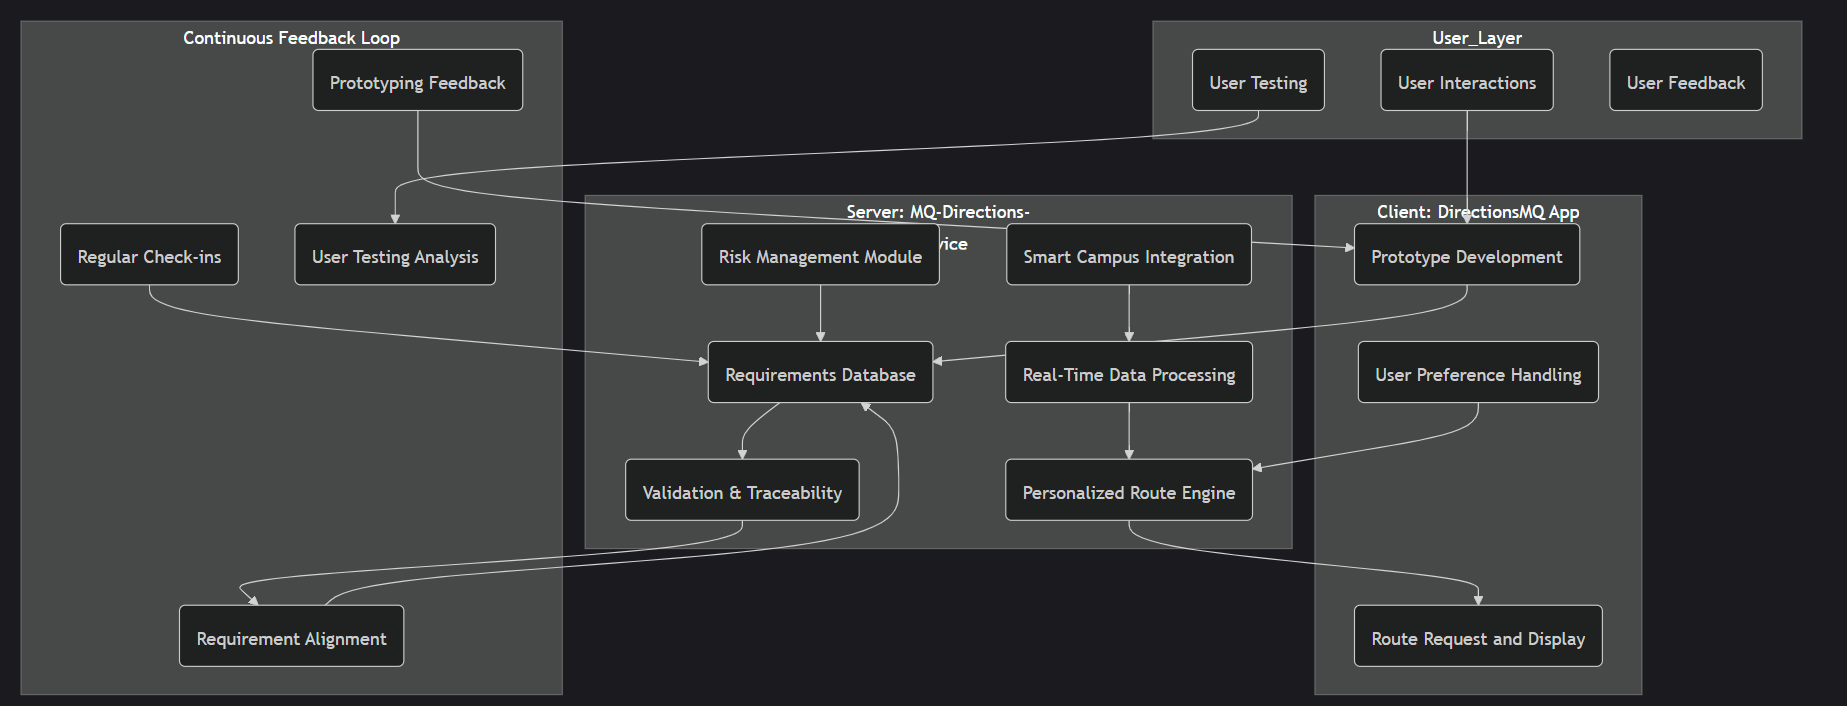 Continuous Feedback Loop
Prototyping Feedback
Regular Check-ins
User Testing Analysis
Requirement Alignment
User_Layer
User Testing
User Interactions
User Feedback
Server: MQ-Directions-
Risk Management Module
Smart Campus Integration
Requirements Database
Real-Time Data Processing
Validation & Traceability
Personalized Route Engine
Client: DirectionsMQ App
Prototype Development
User Preference Handling
Route Request and Display